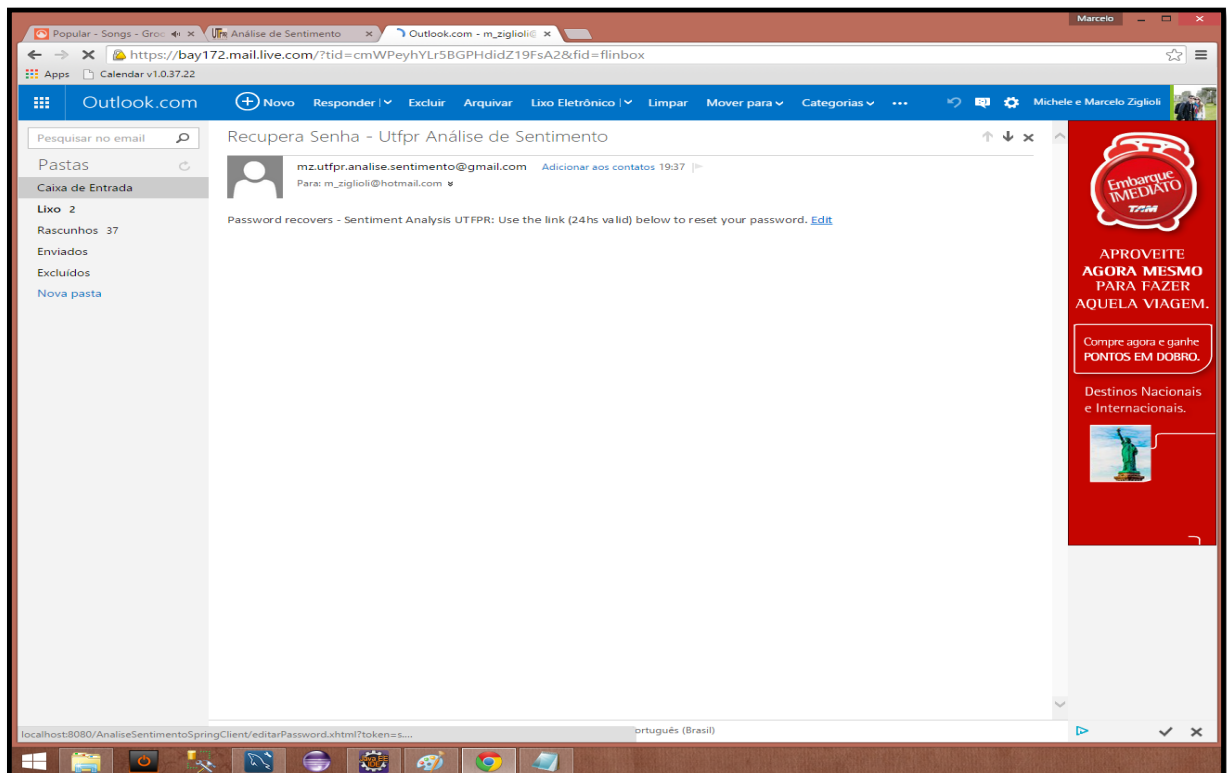 Marcelo
Popular - Songs - Groo
Análise de Sentimento
Outlook.com - m_ziglioli@
https://bay172.mail.live.com/?tid=cmWPeyhYLr5BGPHdidZ19FsA2&fid=flinbox
Apps Calendar v1.0.37.22
Outlook.com Novo Responder Excluir Arquivar Lixo Eletrônico Limpar Mover para Categorias ••• Michele e Marcelo Ziglioli
Pesquisar no email
Pastas
Caixa de Entrada
Lixo 2
Rascunhos 37
Enviados
Excluídos
Nova pasta
Recupera Senha - Utfpr Análise de Sentimento
mz.utfpr.analise.sentimento@gmail.com Adicionar aos contatos 19:37
Para: m_ziglioli@hotmail.com
Password recovers - Sentiment Analysis UTFPR: Use the link (24hs valid) below to reset your password. Edit
Embarque
IMEDIATO
TAM
APROVEITE
AGORA MESMO
PARA FAZER
AQUELA VIAGEM.
Compre agora e ganhe
PONTOS EM DOBRO.
Destinos Nacionais
e Internacionais.
localhost:8080/AnaliseSentimentoSpringClient/editarPassword.xhtml?token=s....
ortuguês (Brasil)
Java EE
IDE